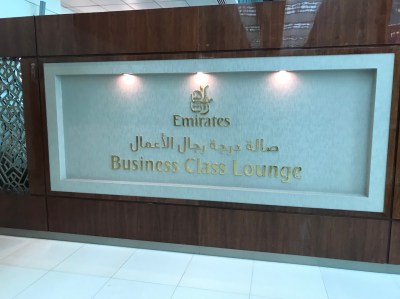 Emirates
صالة درجة رجال الأعمال
Business Class Lounge